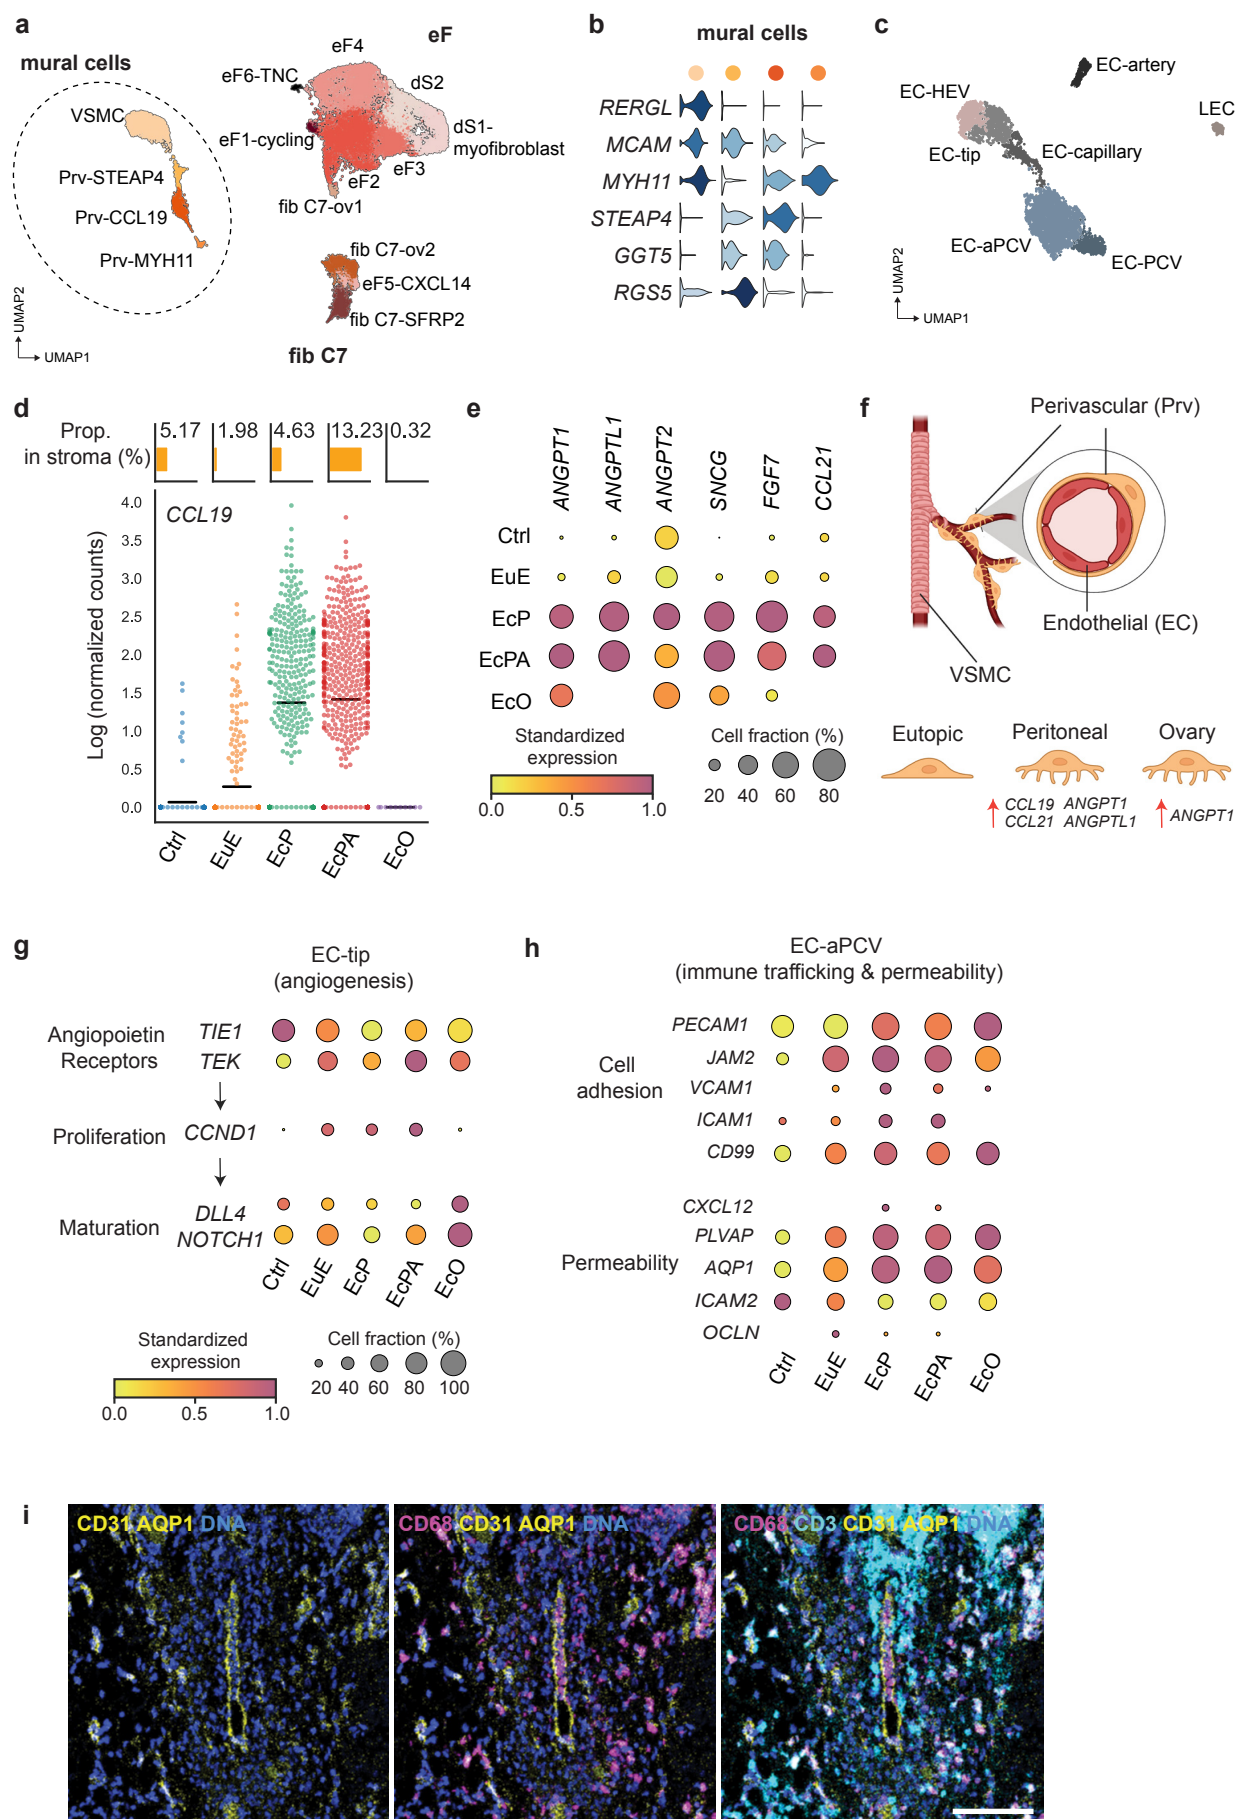 a
mural cells
VSMC
Prv-STEAP4
Prv-CCL19
Prv-MYH11
UMAP2
UMAP1
eF
eF4
eF6-TNC
dS2
eF1-cycling
dS1-
myofibroblast
eF3
eF2
fib C7-ov1
fib C7-ov2
eF5-CXCL14
fib C7-SFRP2
fib C7
b
mural cells
RERGL
MCAM
MYH11
STEAP4
GGT5
RGS5
c
EC-artery
EC-HEV
LEC
EC-tip
EC-capillary
EC-aPCV
EC-PCV
UMAP2
UMAP1
d
Prop.
in stroma (%)
5.17 1.98 4.63 13.23 0.32
CCL19
Log (normalized counts)
4.0
3.5
3.0
2.5
2.0
1.5
1.0
0.5
0.0
Ctrl EuE EcP EcPA EcO
e
ANGPT1 ANGPTL1 ANGPT2 SNCG FGF7 CCL21
Ctrl
EuE
EcP
EcPA
EcO
Standardized
expression
0.0 0.5 1.0
Cell fraction (%)
20 40 60 80
f
Perivascular (Prv)
Endothelial (EC)
VSMC
Eutopic Peritoneal Ovary
CCL19 ANGPT1
CCL21 ANGPTL1
ANGPT1
g
EC-tip
(angiogenesis)
Angiopoietin
Receptors
TIE1
TEK
Proliferation CCND1
Maturation
DLL4
NOTCH1
Ctrl EuE EcP EcPA EcO
Standardized
expression
0.0 0.5 1.0
Cell fraction (%)
20 40 60 80 100
h
EC-aPCV
(immune trafficking & permeability)
Cell
adhesion
PECAM1
JAM2
VCAM1
ICAM1
CD99
Permeability
CXCL12
PLVAP
AQP1
ICAM2
OCLN
Ctrl EuE EcP EcPA EcO
i
CD31 AQP1 DNA
CD68 CD31 AQP1 DNA
CD68 CD3 CD31 AQP1 DNA